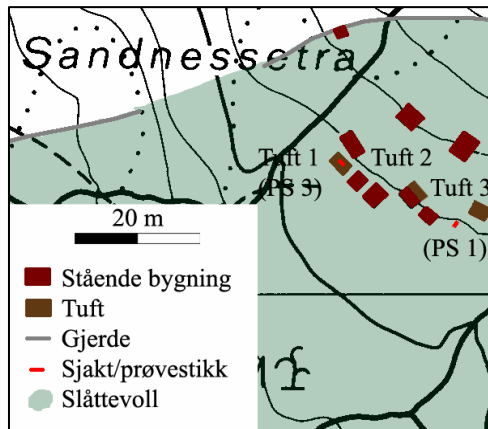 Sandnessetra
Tuft 1 Tuft 2
(PS 3) Tuft 3
(PS 1)
20 m
Stående bygning
Tuft
Gjerde
Sjakt/prøvestikk
Slåttevoll